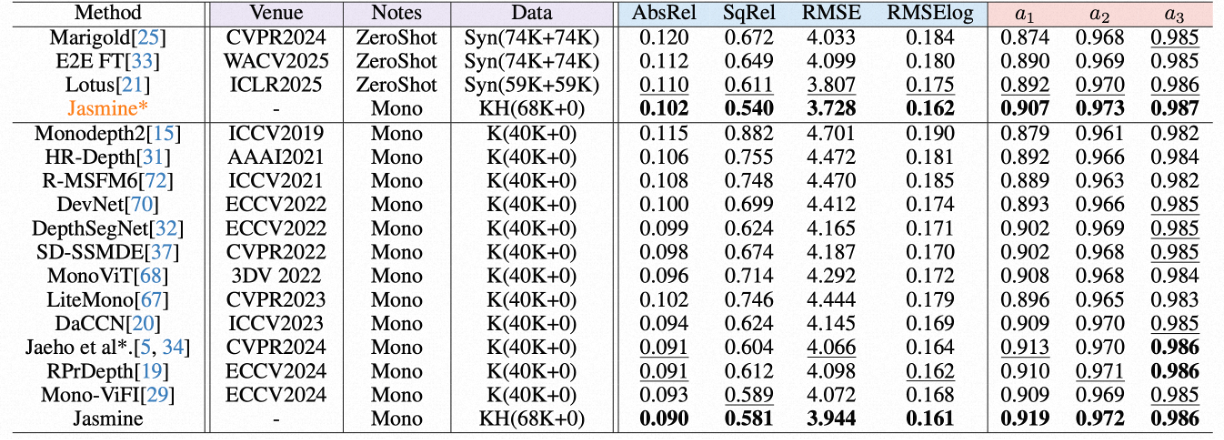 Method Venue Notes Data AbsRel SqRel RMSE RMSElog a1 a2 a3
Marigold[25] CVPR2024 ZeroShot Syn(74K+74K) 0.120 0.672 4.033 0.184 0.874 0.968 0.985
E2E FT[33] WACV2025 ZeroShot Syn(74K+74K) 0.112 0.649 4.099 0.180 0.890 0.969 0.985
Lotus[21] ICLR2025 ZeroShot Syn(59K+59K) 0.110 0.611 3.807 0.175 0.892 0.970 0.986
Jasmine* - Mono KH(68K+0) 0.102 0.540 3.728 0.162 0.907 0.973 0.987
Monodepth2[15] ICCV2019 Mono K(40K+0) 0.115 0.882 4.701 0.190 0.879 0.961 0.982
HR-Depth[31] AAAI2021 Mono K(40K+0) 0.106 0.755 4.472 0.181 0.892 0.966 0.984
R-MSFM6[72] ICCV2021 Mono K(40K+0) 0.108 0.748 4.470 0.185 0.889 0.963 0.982
DevNet[70] ECCV2022 Mono K(40K+0) 0.100 0.699 4.412 0.174 0.893 0.966 0.985
DepthSegNet[32] ECCV2022 Mono K(40K+0) 0.099 0.624 4.165 0.171 0.902 0.969 0.985
SD-SSMDE[37] CVPR2022 Mono K(40K+0) 0.098 0.674 4.187 0.170 0.902 0.968 0.985
MonoViT[68] 3DV 2022 Mono K(40K+0) 0.096 0.714 4.292 0.172 0.908 0.968 0.984
LiteMono[67] CVPR2023 Mono K(40K+0) 0.102 0.746 4.444 0.179 0.896 0.965 0.983
DaCCN[20] ICCV2023 Mono K(40K+0) 0.094 0.624 4.145 0.169 0.909 0.970 0.985
Jaeho et al*.[5, 34] CVPR2024 Mono K(40K+0) 0.091 0.604 4.066 0.164 0.913 0.970 0.986
RPrDepth[19] ECCV2024 Mono K(40K+0) 0.091 0.612 4.098 0.162 0.910 0.971 0.986
Mono-ViFI[29] ECCV2024 Mono K(40K+0) 0.093 0.589 4.072 0.168 0.909 0.969 0.985
Jasmine - Mono KH(68K+0) 0.090 0.581 3.944 0.161 0.919 0.972 0.986